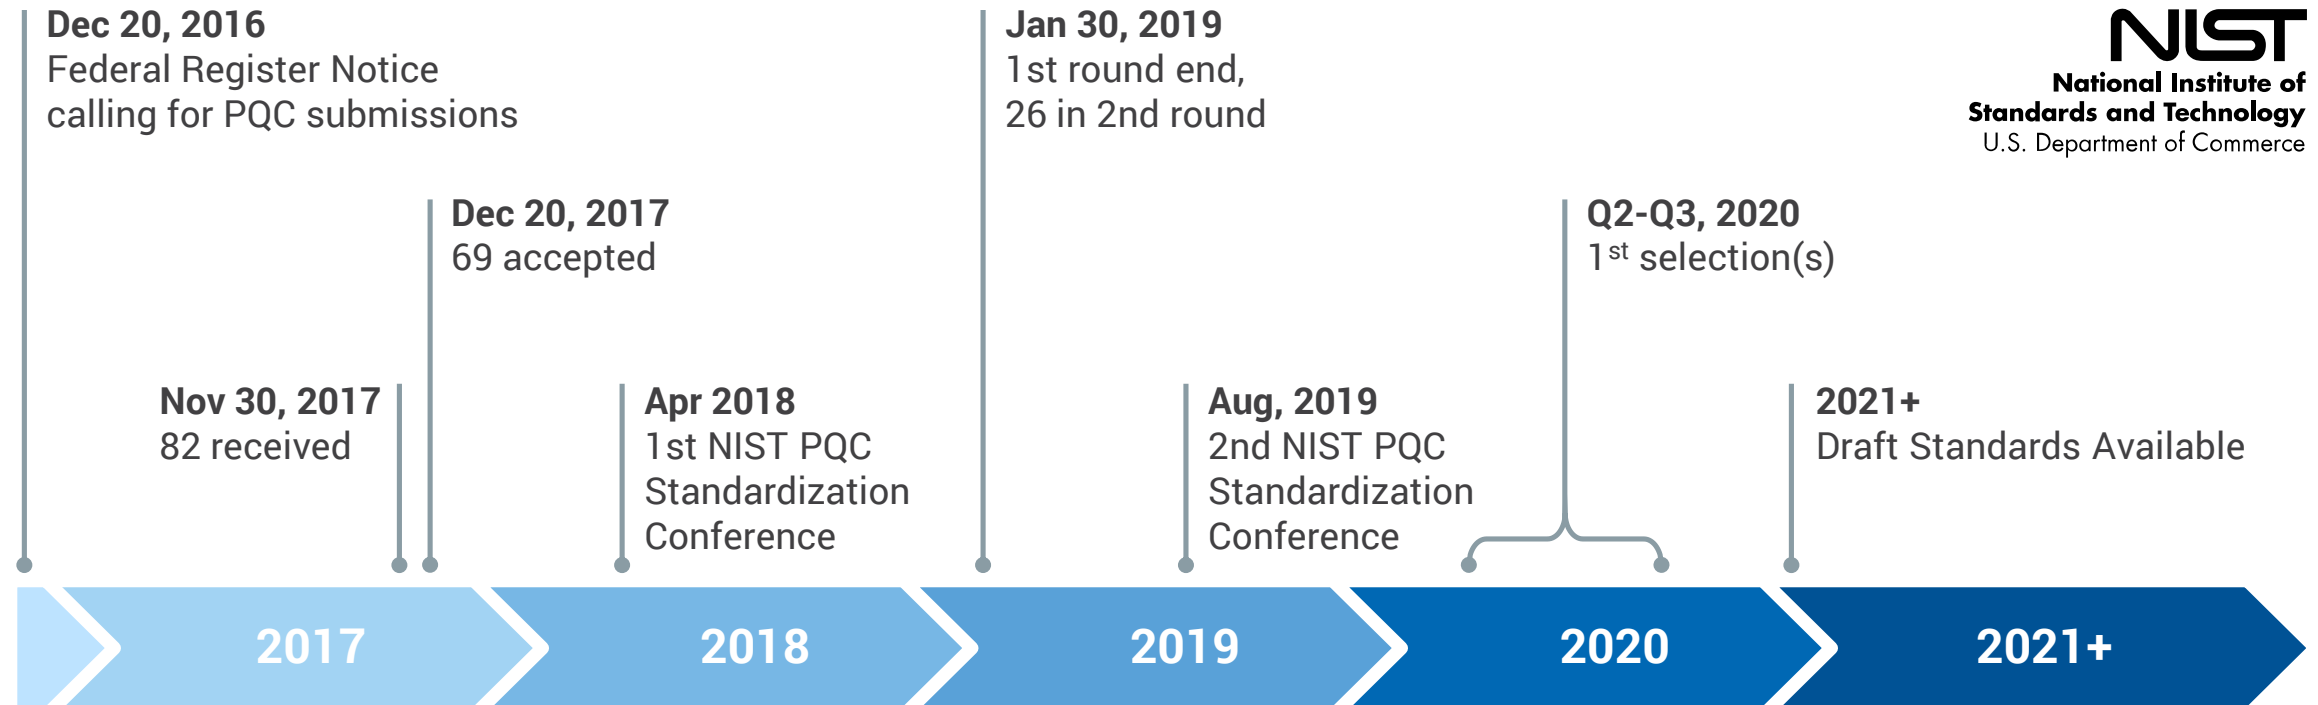 Dec 20, 2016
Federal Register Notice
calling for PQC submissions
Jan 30, 2019
1st round end,
26 in 2nd round
NIST
National Institute of
Standards and Technology
U.S. Department of Commerce
Dec 20, 2017
69 accepted
Q2-Q3, 2020
1st selection(s)
Nov 30, 2017
82 received
Apr 2018
1st NIST PQC
Standardization
Conference
Aug, 2019
2nd NIST PQC
Standardization
Conference
2021+
Draft Standards Available
2017
2018
2019
2020
2021+